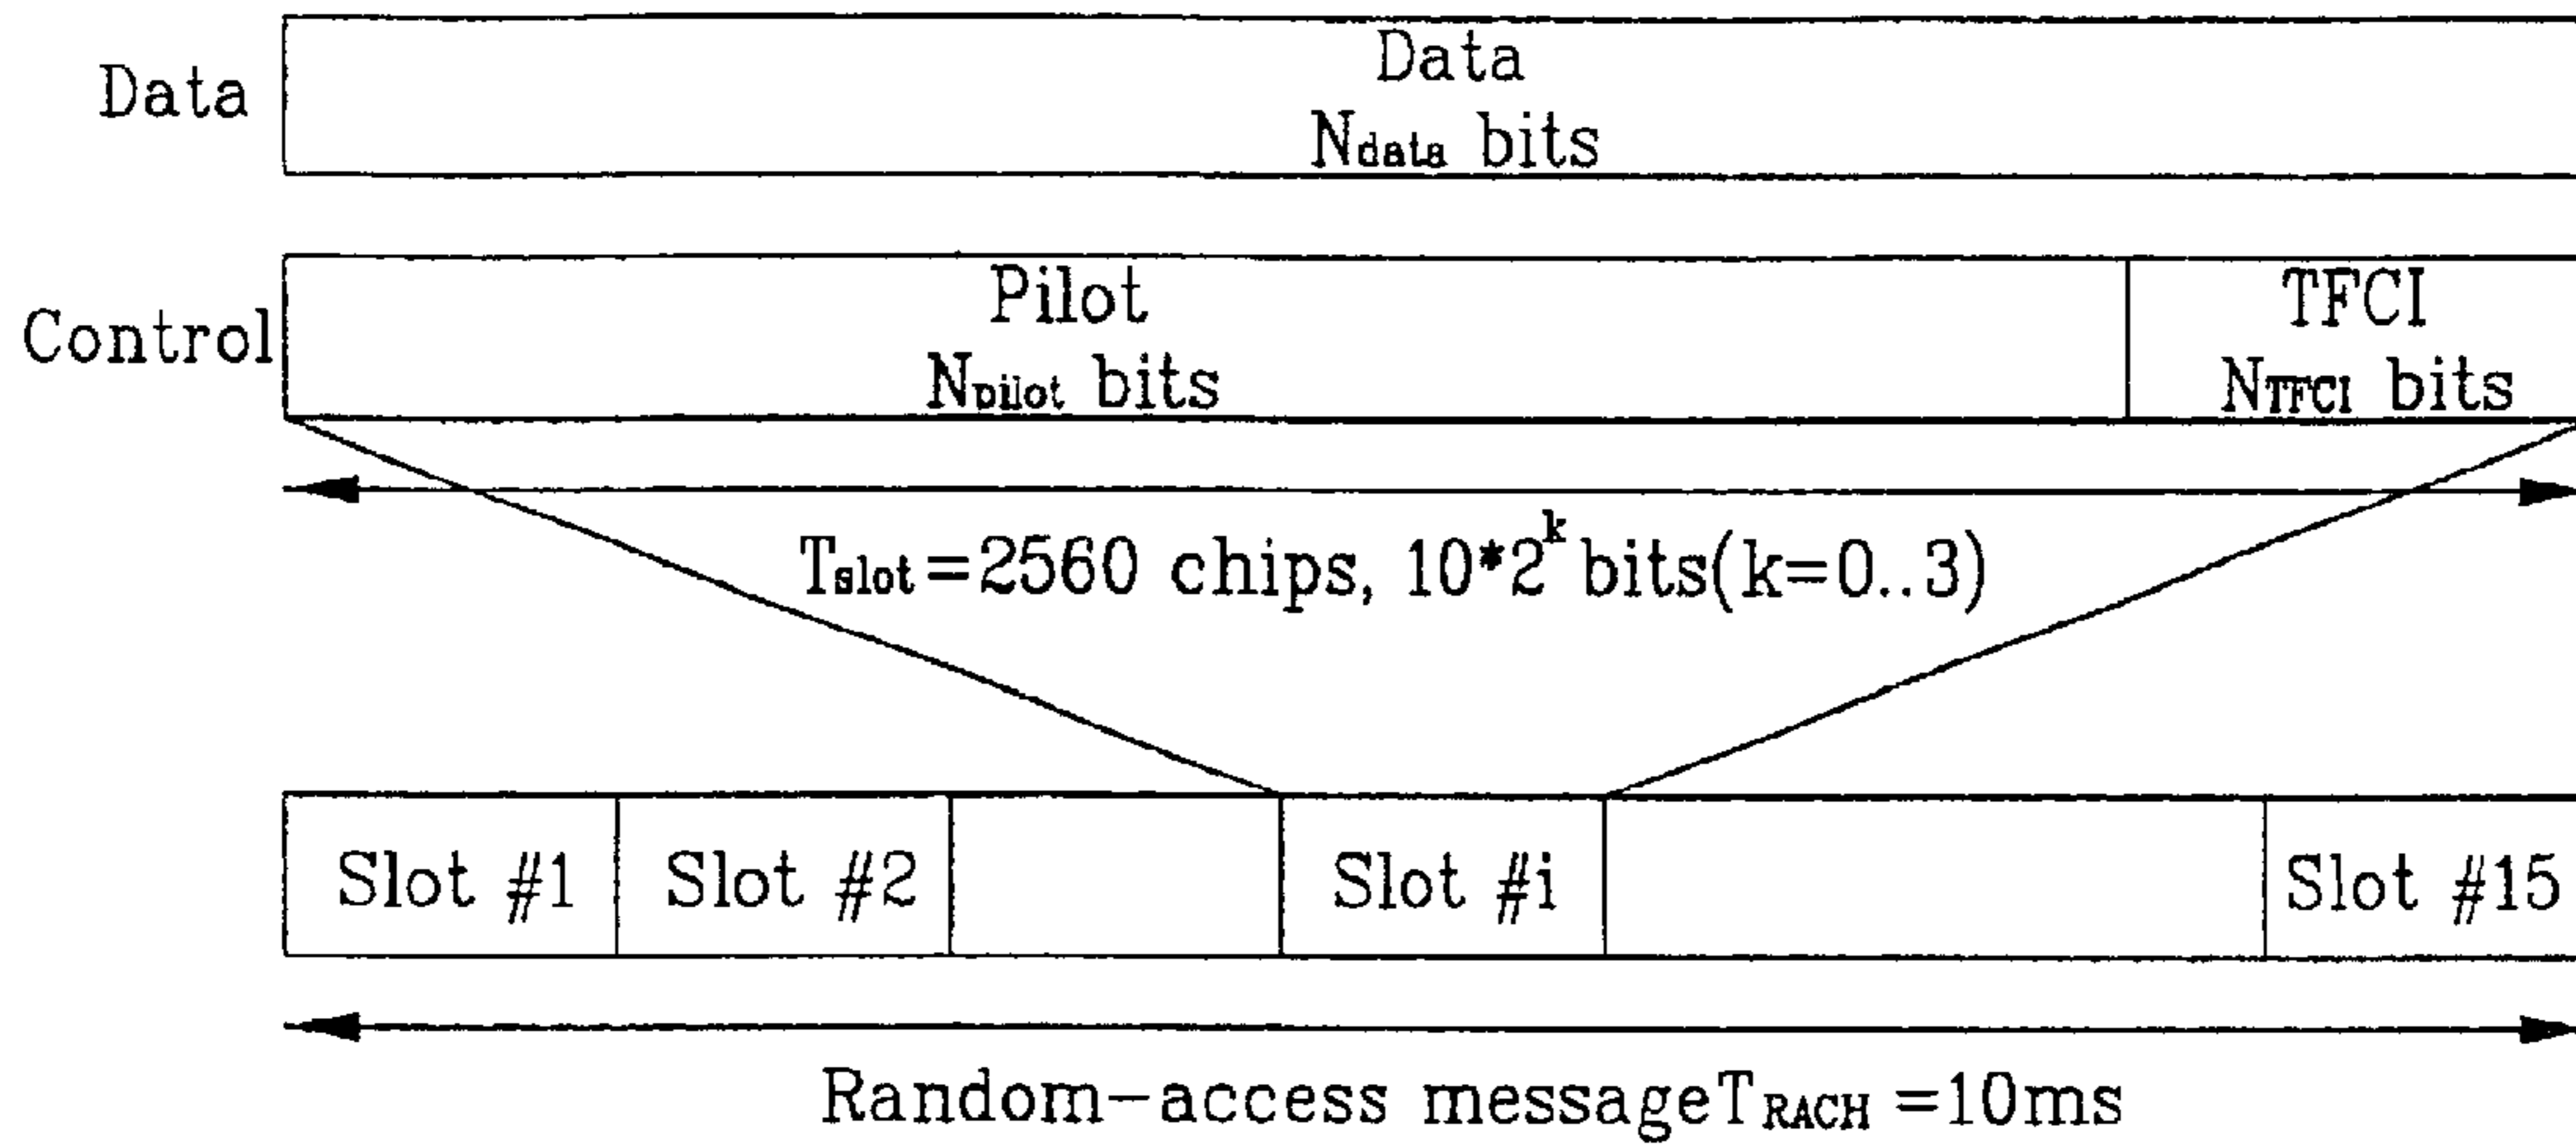 Data
Data
Ndata bits
Control
Pilot
Npilot bits
TFCI
NTFCI bits
Tslot=2560 chips, 10*2^k bits(k=0..3)
Slot #1 Slot #2 Slot #i Slot #15
Random-access messageTRACH =10ms